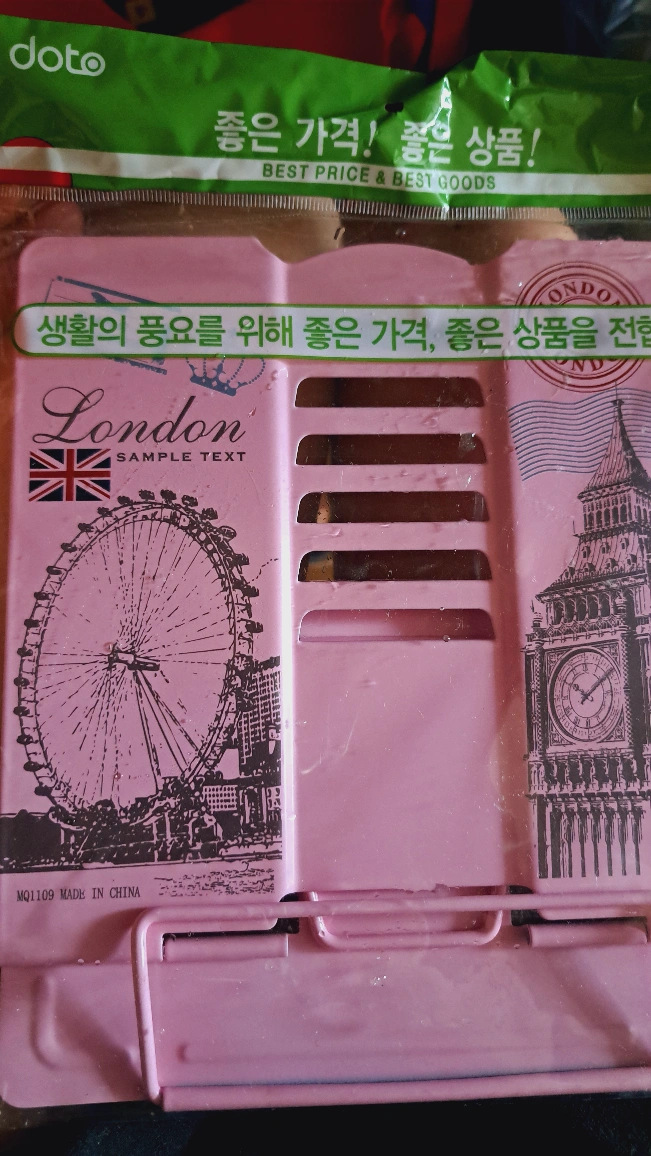 doto
좋은 가격! 좋은 상품!
BEST PRICE & BEST GOODS
LONDON
생활의 풍요를 위해 좋은 가격, 좋은 상품을 전합
London
SAMPLE TEXT
MQ1109 MADE IN CHINA